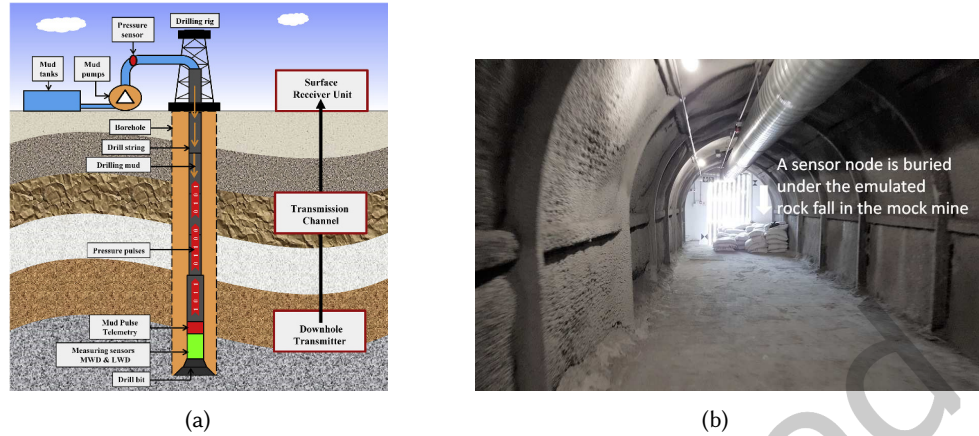 Pressure
sensor
Drilling rig
Mud
tanks
Mud
pumps
Surface
Receiver Unit
Borehole
Drill string
Drilling mud
Transmission
Channel
Pressure pulses
Mud Pulse
Telemetry
Downhole
Transmitter
Measuring sensors
MWD & LWD
Drill bit
(a)
A sensor node is buried
under the emulated
rock fall in the mock mine
(b)